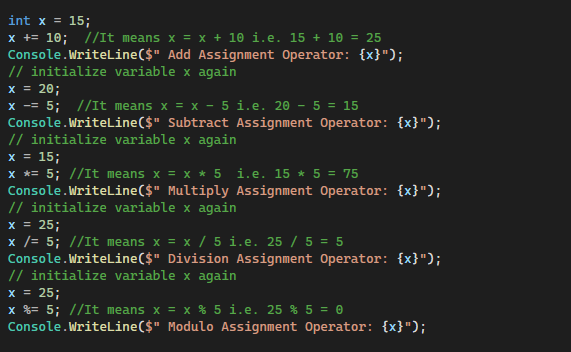 int x = 15;
x += 10;  //It means x = x + 10 i.e. 15 + 10 = 25
Console.WriteLine($" Add Assignment Operator: {x}");
// initialize variable x again
x = 20;
x -= 5;  //It means x = x - 5 i.e. 20 - 5 = 15
Console.WriteLine($" Subtract Assignment Operator: {x}");
// initialize variable x again
x = 15;
x *= 5; //It means x = x * 5  i.e. 15 * 5 = 75
Console.WriteLine($" Multiply Assignment Operator: {x}");
// initialize variable x again
x = 25;
x /= 5; //It means x = x / 5 i.e. 25 / 5 = 5
Console.WriteLine($" Division Assignment Operator: {x}");
// initialize variable x again
x = 25;
x %= 5; //It means x = x % 5 i.e. 25 % 5 = 0
Console.WriteLine($" Modulo Assignment Operator: {x}");